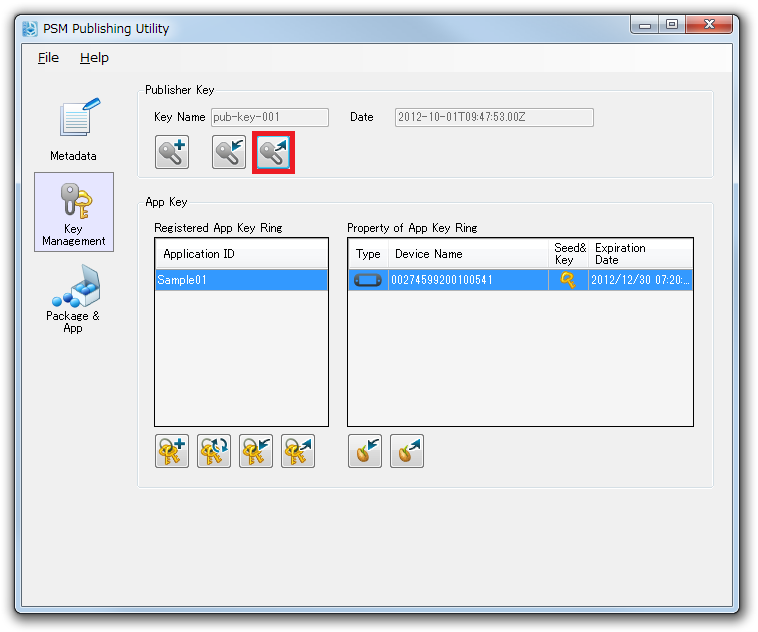 PSM Publishing Utility
File Help
Publisher Key
Key Name pub-key-001 Date 2012-10-01T09:47:53.00Z
Metadata
Key
Management
Package &
App
App Key
Registered App Key Ring
Application ID
Sample01
Property of App Key Ring
Type Device Name Seed& Key Expiration Date
00274599200100541 2012/12/30 07:20:...